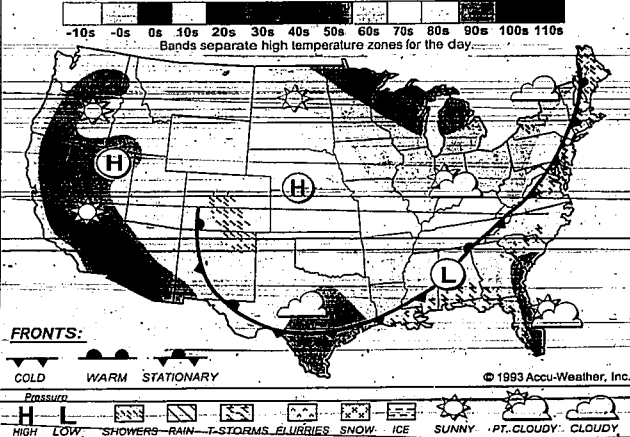 -10s -0s 0s 10s 20s 30s 40s 50s 60s 70s 80s 90s 100s 110s
Bands separate high temperature zones for the day.
H
H
L
FRONTS:
COLD WARM STATIONARY
© 1993 Accu-Weather, Inc.
Pressure
H L
HIGH LOW SHOWERS RAIN T-STORMS FLURRIES SNOW ICE SUNNY PT. CLOUDY CLOUDY